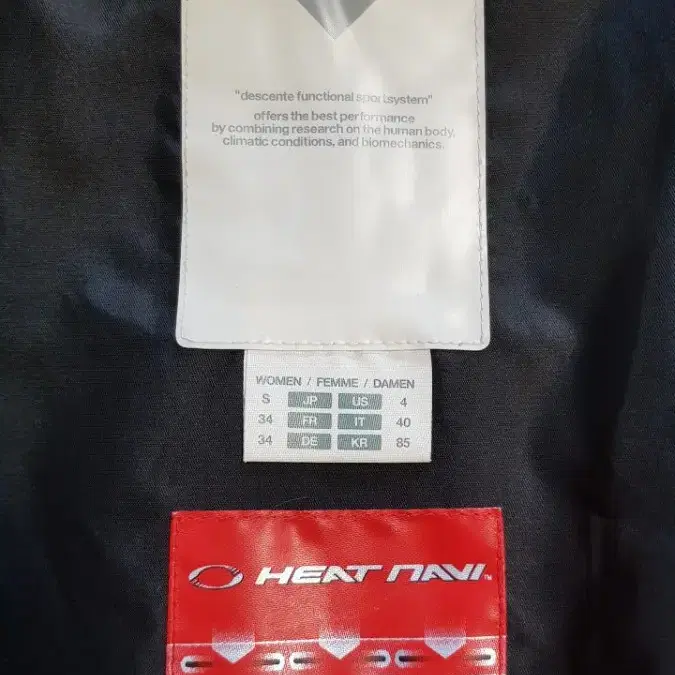 "descente functional sportsystem"
offers the best performance
by combining research on the human body,
climatic conditions, and biomechanics.
WOMEN / FEMME / DAMEN
S JP US 4
34 FR IT 40
34 DE KR 85
HEAT NAVI™